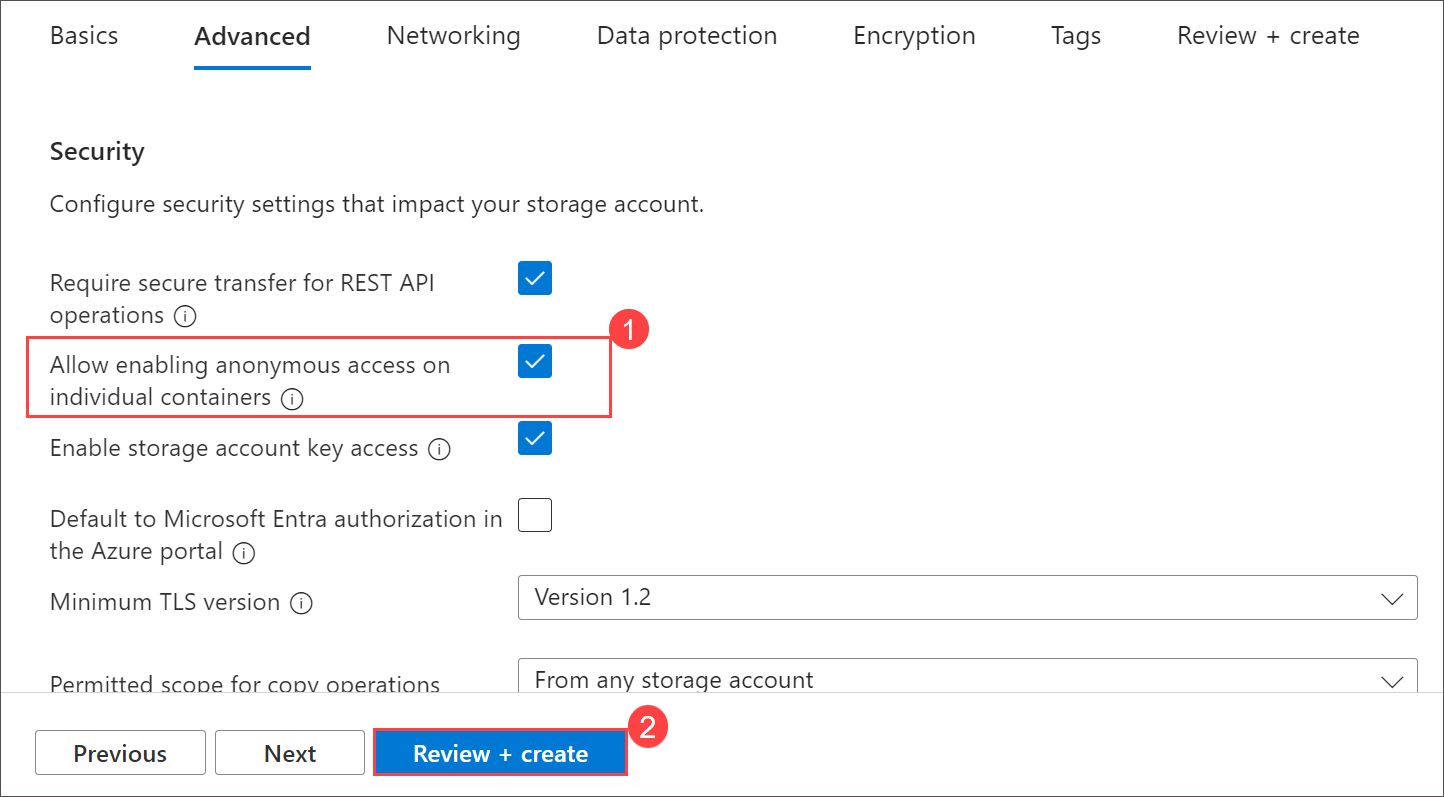 Basics Advanced Networking Data protection Encryption Tags Review + create
Security
Configure security settings that impact your storage account.
Require secure transfer for REST API
operations
1
Allow enabling anonymous access on
individual containers
Enable storage account key access
Default to Microsoft Entra authorization in
the Azure portal
Minimum TLS version Version 1.2
Permitted scope for copy operations From any storage account
2
Previous Next Review + create